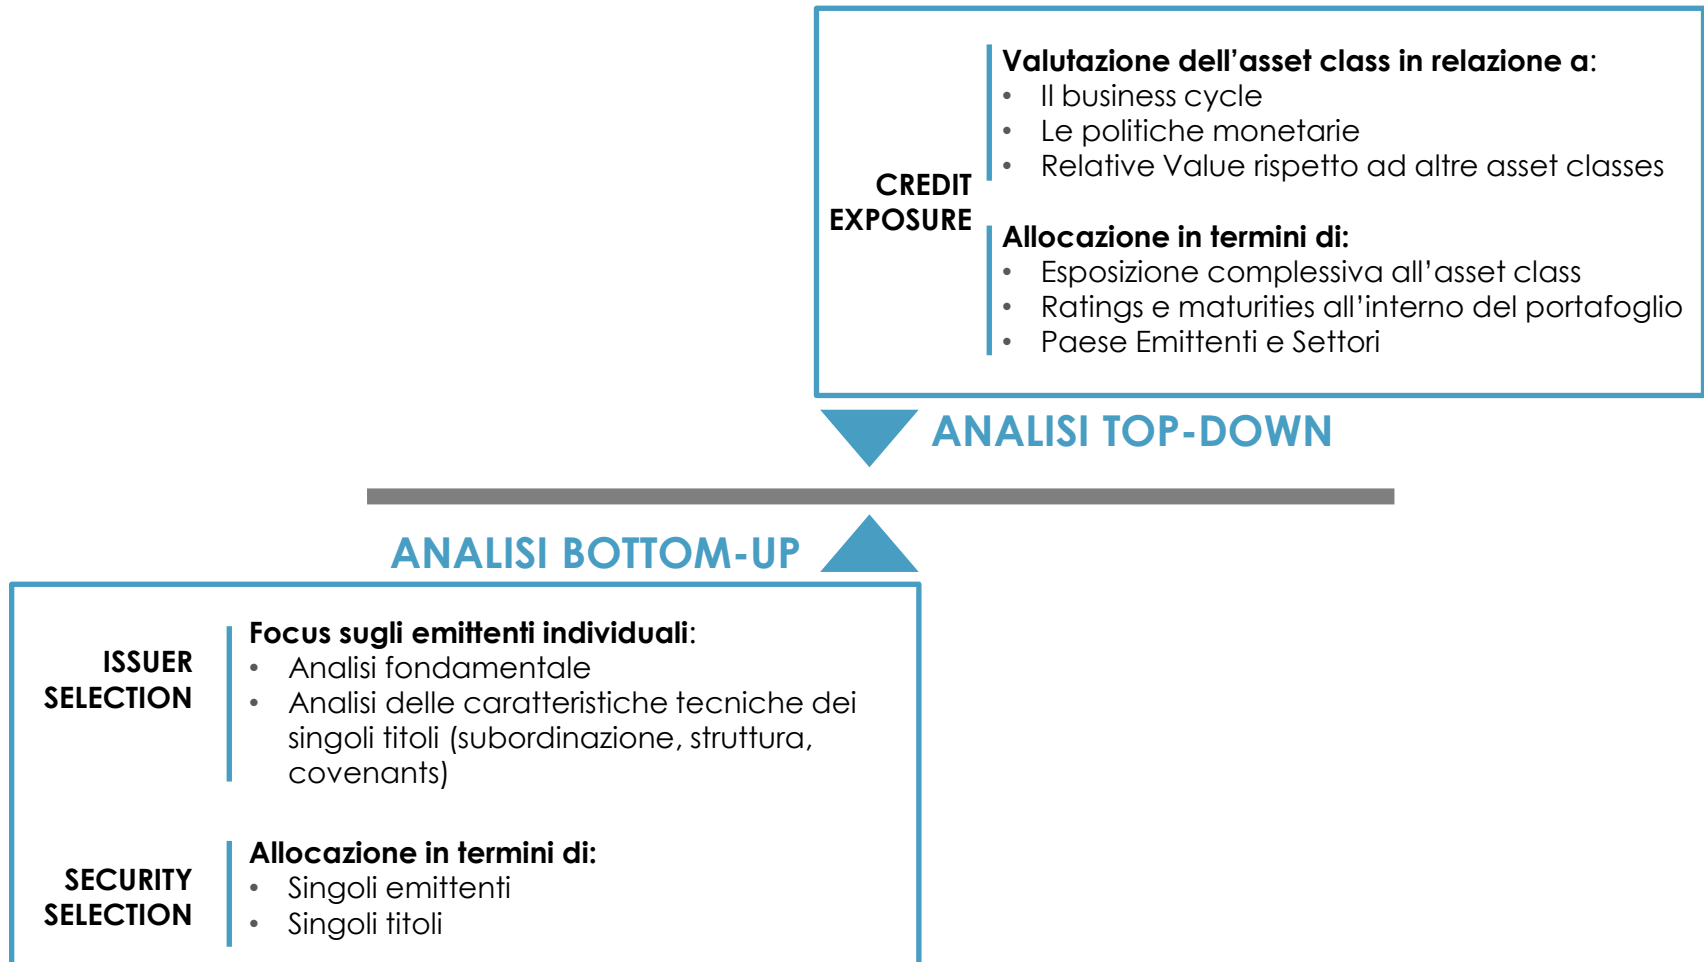 Valutazione dell'asset class in relazione a:
• Il business cycle
• Le politiche monetarie
• Relative Value rispetto ad altre asset classes
CREDIT
EXPOSURE
Allocazione in termini di:
• Esposizione complessiva all'asset class
• Ratings e maturities all'interno del portafoglio
• Paese Emittenti e Settori
ANALISI TOP-DOWN
ANALISI BOTTOM-UP
ISSUER
SELECTION
Focus sugli emittenti individuali:
• Analisi fondamentale
• Analisi delle caratteristiche tecniche dei
singoli titoli (subordinazione, struttura,
covenants)
SECURITY
SELECTION
Allocazione in termini di:
• Singoli emittenti
• Singoli titoli